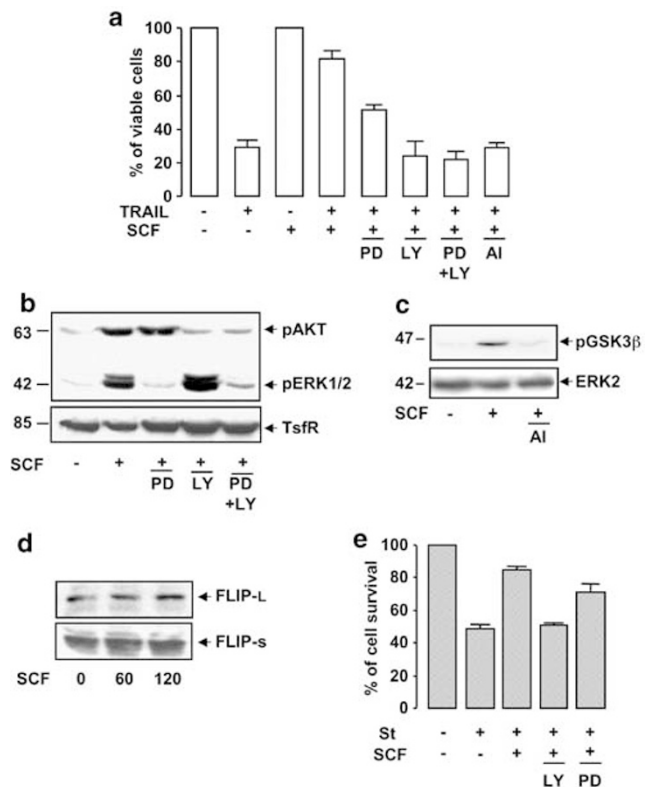 a
% of viable cells
100
80
60
40
20
0
TRAIL - + - + + + + +
SCF - - + + + + + +
PD LY PD AI
+LY
b
63
pAKT
42
pERK1/2
85
TsfR
SCF - + + + +
PD LY PD
+LY
c
47
pGSK3β
42
ERK2
SCF - + +
AI
d
FLIP-L
FLIP-s
SCF 0 60 120
e
% of cell survival
100
80
60
40
20
0
St - + + + +
SCF - - + + +
LY PD